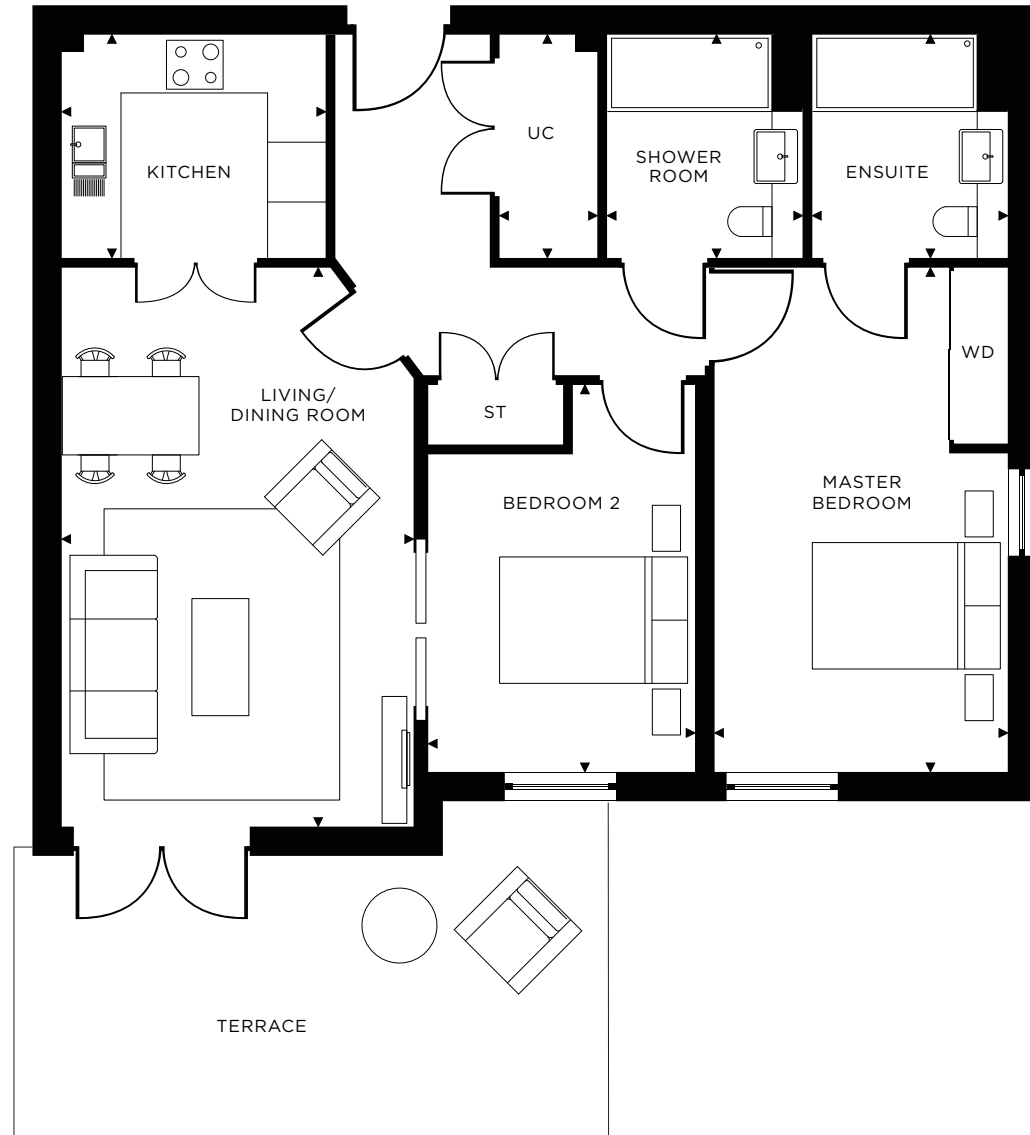 KITCHEN
UC
SHOWER
ROOM
ENSUITE
WD
LIVING/
DINING ROOM
ST
BEDROOM 2
MASTER
BEDROOM
TERRACE